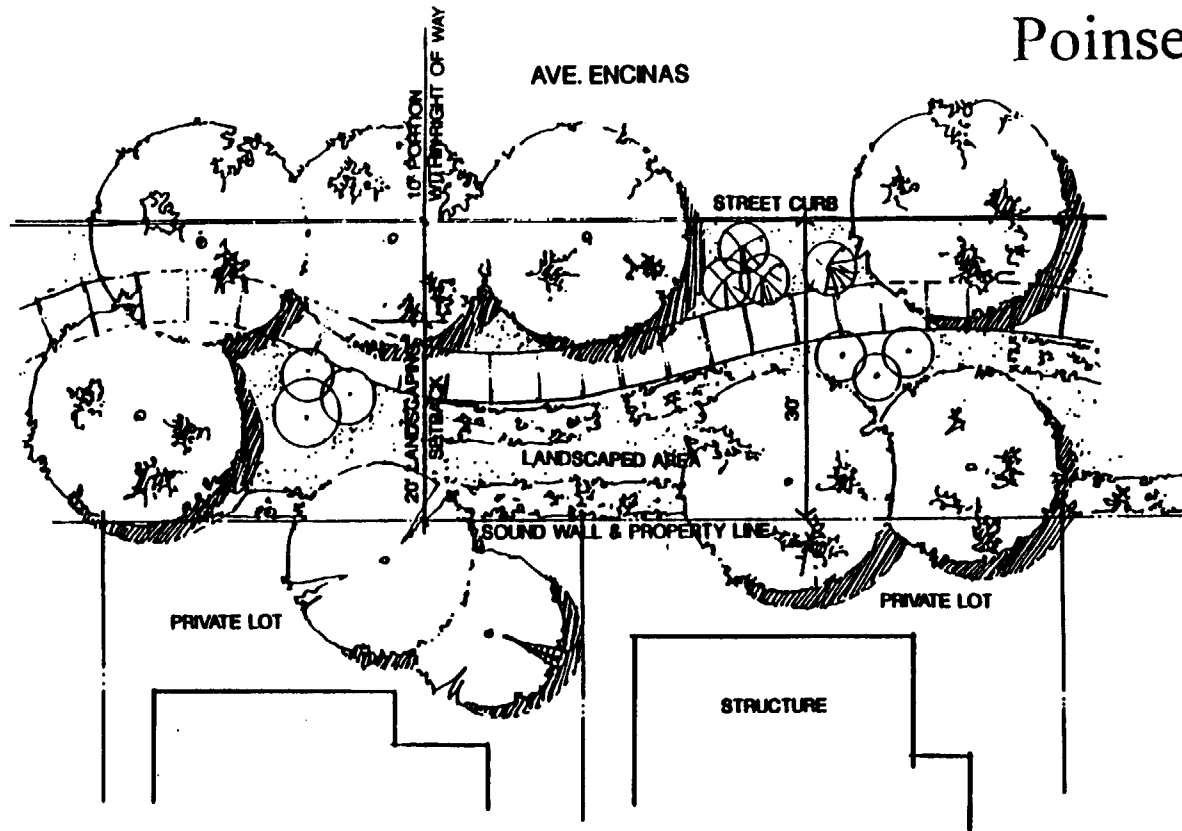 Poinse
AVE. ENCINAS
10' PORTION
WITHIN RIGHT OF WAY
STREET CURB
20' LANDSCAPING
SETBACK
30'
LANDSCAPED AREA
SOUND WALL & PROPERTY LINE
PRIVATE LOT
PRIVATE LOT
STRUCTURE